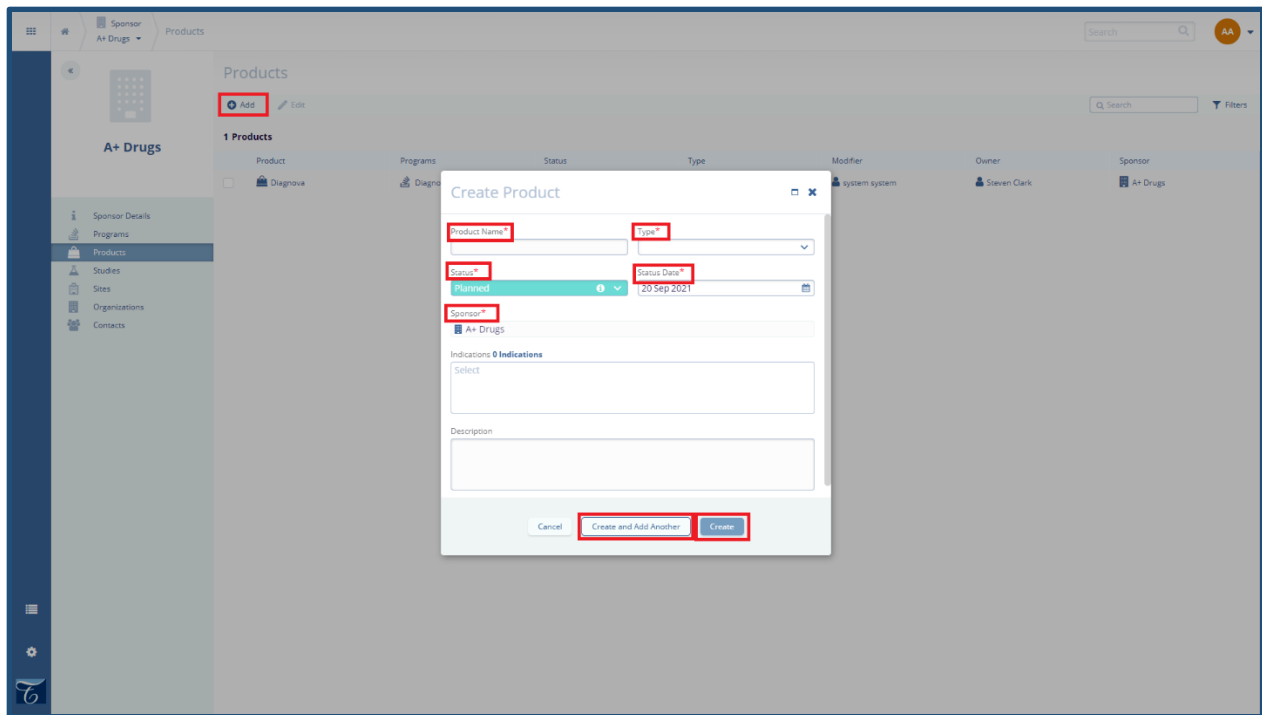 Sponsor
A+ Drugs
Products
Search
AA
Products
Add Edit
Search
Filters
A+ Drugs
1 Products
Product Programs Status Type Modifier Owner Sponsor
Diagnova Diagno system system Steven Clark A+ Drugs
Sponsor Details
Programs
Products
Studies
Sites
Organizations
Contacts
Create Product
Product Name* Type*
Status* Status Date*
Planned 20 Sep 2021
Sponsor*
A+ Drugs
Indications 0 Indications
Select
Description
Cancel Create and Add Another Create